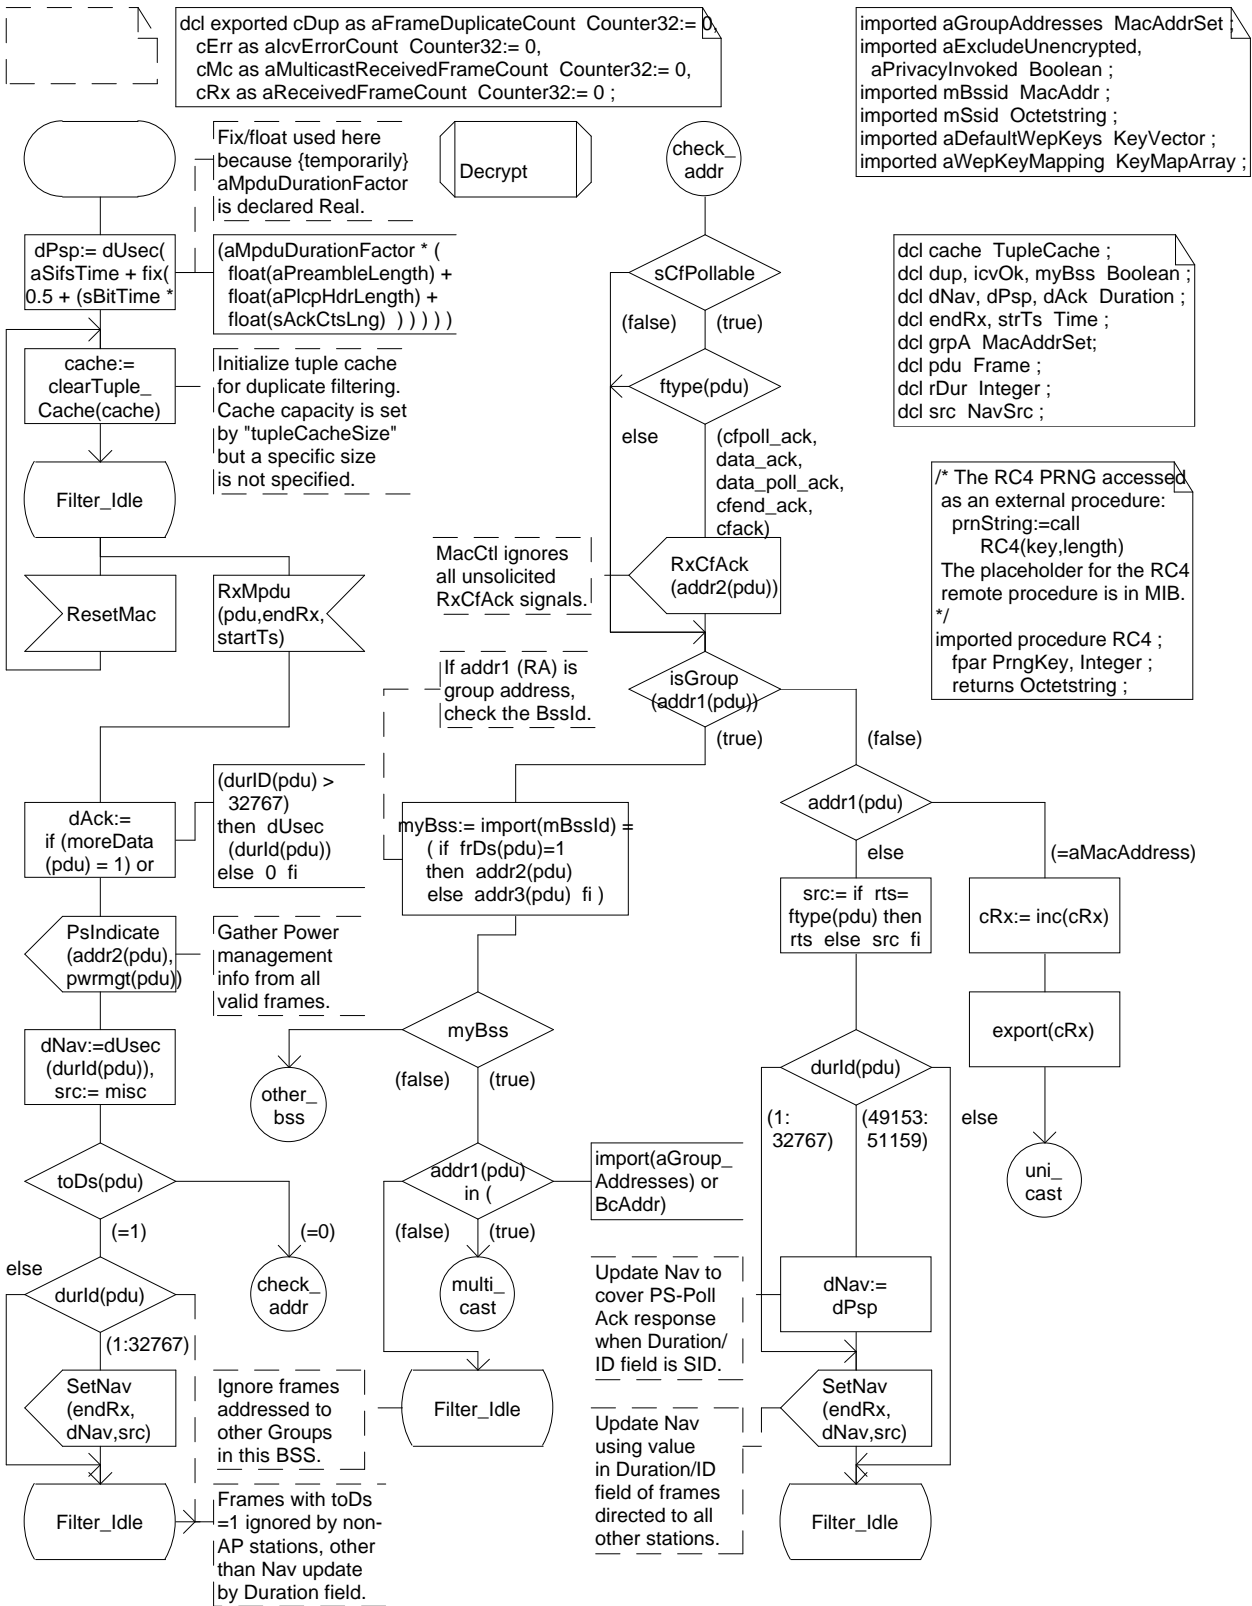 dcl exported cDup as aFrameDuplicateCount Counter32:= 0,
cErr as aIcvErrorCount Counter32:= 0,
cMc as aMulticastReceivedFrameCount Counter32:= 0,
cRx as aReceivedFrameCount Counter32:= 0 ;
imported aGroupAddresses MacAddrSet ;
imported aExcludeUnencrypted,
aPrivacyInvoked Boolean ;
imported mBssid MacAddr ;
imported mSsid Octetstring ;
imported aDefaultWepKeys KeyVector ;
imported aWepKeyMapping KeyMapArray ;
Fix/float used here
because {temporarily}
aMpduDurationFactor
is declared Real.
Decrypt
check_
addr
dPsp:= dUsec(
aSifsTime + fix(
0.5 + (sBitTime *
(aMpduDurationFactor * (
float(aPreambleLength) +
float(aPlcpHdrLength) +
float(sAckCtsLng) ) ) ) ) )
sCfPollable
(false)
(true)
dcl cache TupleCache ;
dcl dup, icvOk, myBss Boolean ;
dcl dNav, dPsp, dAck Duration ;
dcl endRx, strTs Time ;
dcl grpA MacAddrSet;
dcl pdu Frame ;
dcl rDur Integer ;
dcl src NavSrc ;
cache:=
clearTuple_
Cache(cache)
Initialize tuple cache
for duplicate filtering.
Cache capacity is set
by "tupleCacheSize"
but a specific size
is not specified.
ftype(pdu)
else
(cfpoll_ack,
data_ack,
data_poll_ack,
cfend_ack,
cfack)
Filter_Idle
/* The RC4 PRNG accessed
as an external procedure:
prnString:=call
RC4(key,length)
The placeholder for the RC4
remote procedure is in MIB.
*/
imported procedure RC4 ;
fpar PrngKey, Integer ;
returns Octetstring ;
MacCtl ignores
all unsolicited
RxCfAck signals.
RxCfAck
(addr2(pdu))
ResetMac
RxMpdu
(pdu,endRx,
startTs)
If addr1 (RA) is
group address,
check the BssId.
isGroup
(addr1(pdu))
(true)
(false)
dAck:=
if (moreData
(pdu) = 1) or
(durID(pdu) >
32767)
then dUsec
(durId(pdu))
else 0 fi
myBss:= import(mBssId) =
( if frDs(pdu)=1
then addr2(pdu)
else addr3(pdu) fi )
addr1(pdu)
else
(=aMacAddress)
src:= if rts=
ftype(pdu) then
rts else src fi
cRx:= inc(cRx)
PsIndicate
(addr2(pdu),
pwrmgt(pdu))
Gather Power
management
info from all
valid frames.
export(cRx)
dNav:=dUsec
(durId(pdu)),
src:= misc
other_
bss
myBss
(false)
(true)
durId(pdu)
(1:
32767)
(49153:
51159)
else
uni_
cast
toDs(pdu)
(=1)
(=0)
addr1(pdu)
in (
import(aGroup_
Addresses) or
BcAddr)
(false)
(true)
else
durId(pdu)
(1:32767)
check_
addr
multi_
cast
Update Nav to
cover PS-Poll
Ack response
when Duration/
ID field is SID.
dNav:=
dPsp
SetNav
(endRx,
dNav,src)
Ignore frames
addressed to
other Groups
in this BSS.
Filter_Idle
Update Nav
using value
in Duration/ID
field of frames
directed to all
other stations.
SetNav
(endRx,
dNav,src)
Filter_Idle
Frames with toDs
=1 ignored by non-
AP stations, other
than Nav update
by Duration field.
Filter_Idle